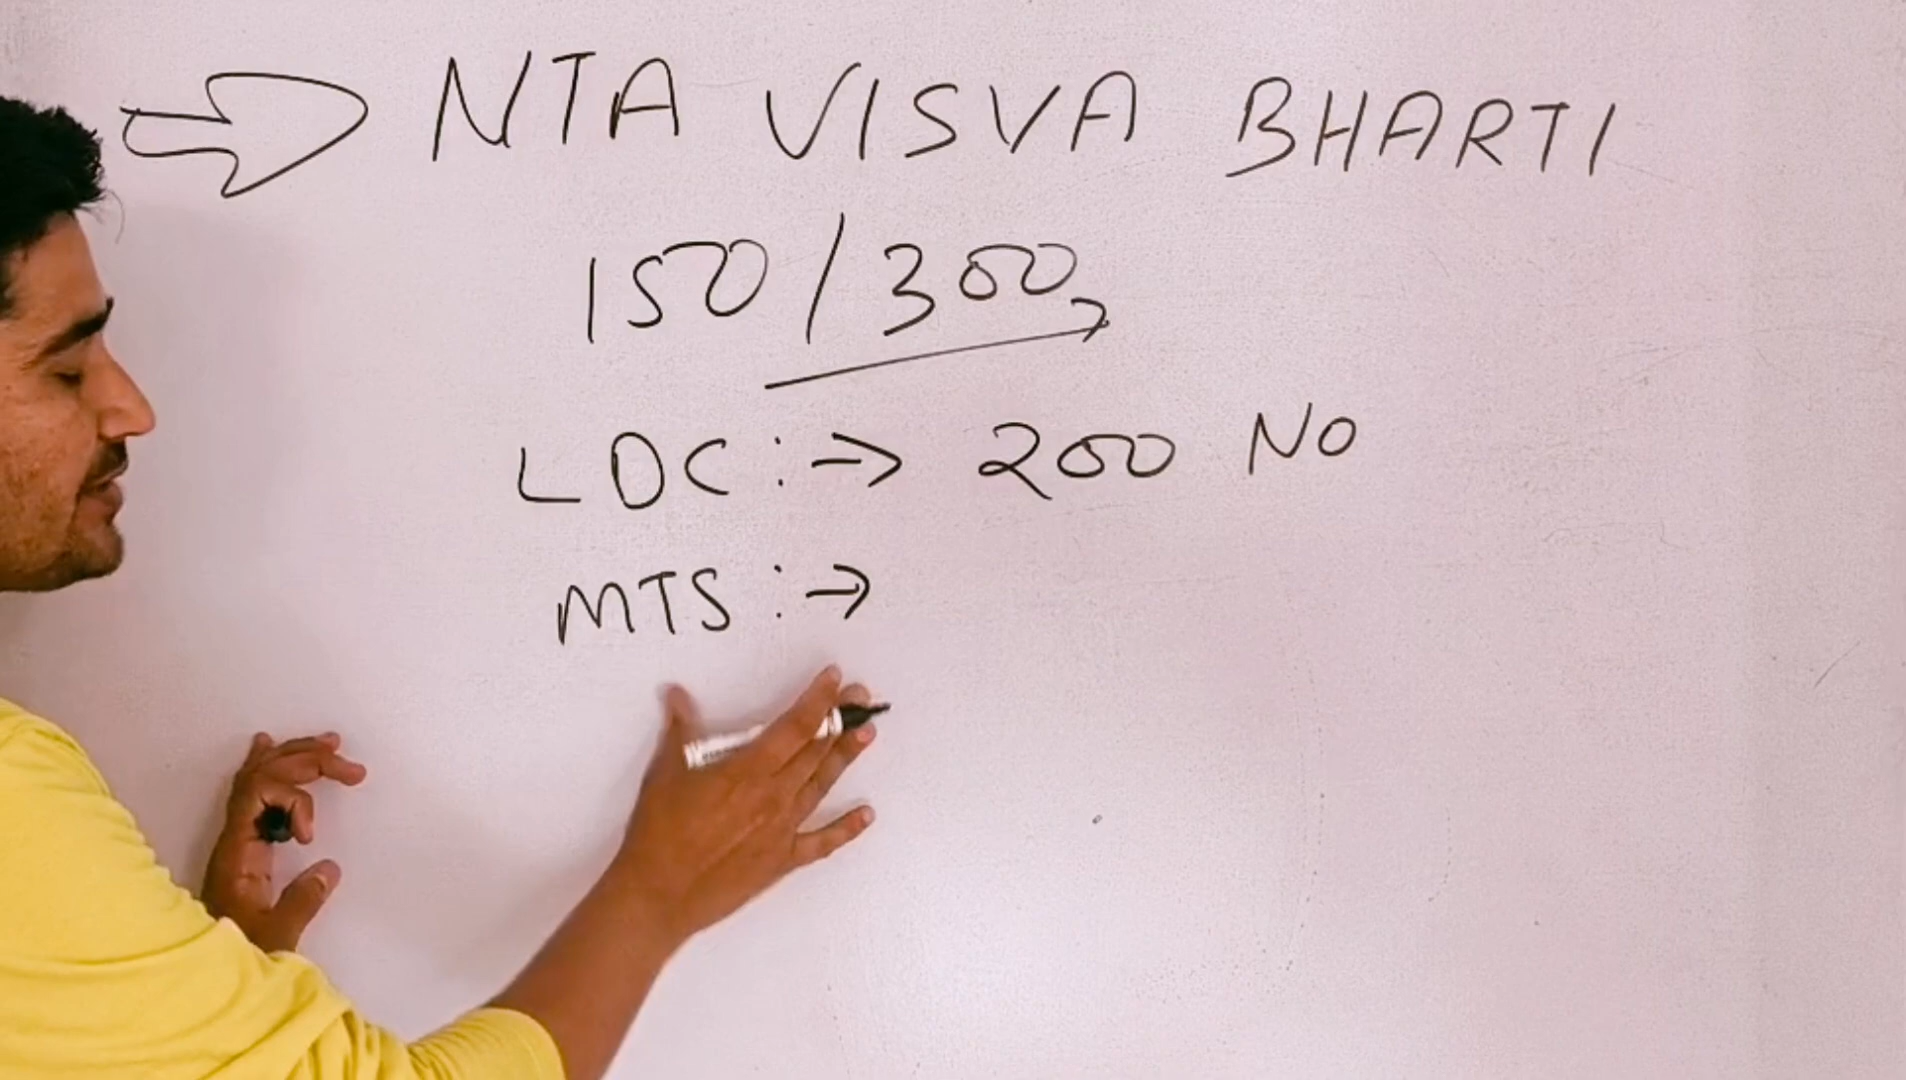 ⇒ NTA VISVA BHARTI
150/300
LDC :→ 200 No
MTS :→